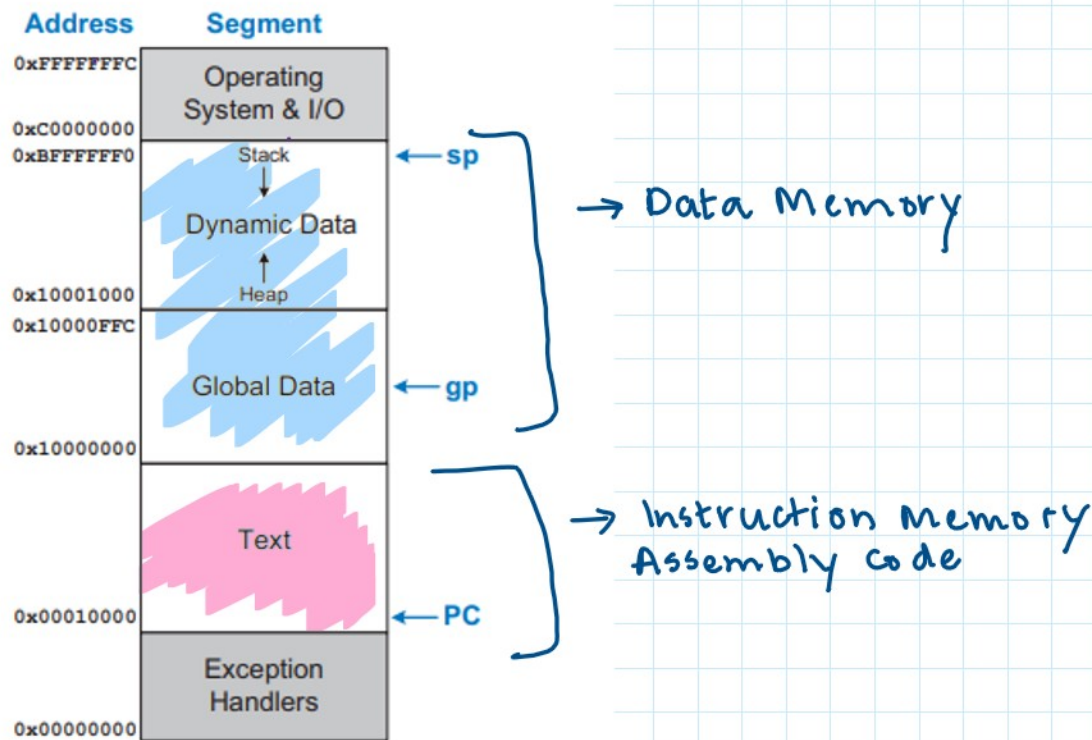 Address Segment
0xFFFFFFFC
Operating
System & I/O
0xC0000000
0xBFFFFFF0 Stack sp
Dynamic Data
→ Data Memory
0x10001000 Heap
0x10000FFC
Global Data gp
0x10000000
Text
→ Instruction Memory
Assembly code
0x00010000 PC
Exception
Handlers
0x00000000